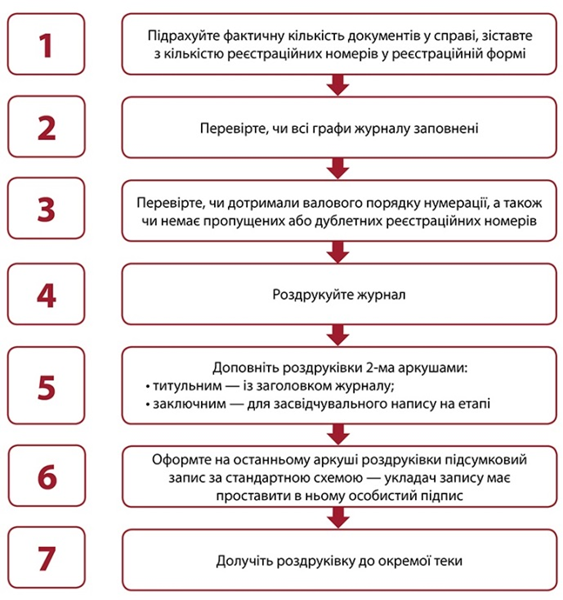 1
Підрахуйте фактичну кількість документів у справі, зіставте
з кількістю реєстраційних номерів у реєстраційній формі
2
Перевірте, чи всі графи журналу заповнені
3
Перевірте, чи дотримали валового порядку нумерації, а також
чи немає пропущених або дублетних реєстраційних номерів
4
Роздрукуйте журнал
5
Доповніть роздруківки 2-ма аркушами:
• титульним — із заголовком журналу;
• заключним — для засвідчувального напису на етапі
6
Оформте на останньому аркуші роздруківки підсумковий
запис за стандартною схемою — укладач запису має
проставити в ньому особистий підпис
7
Долучіть роздруківку до окремої теки